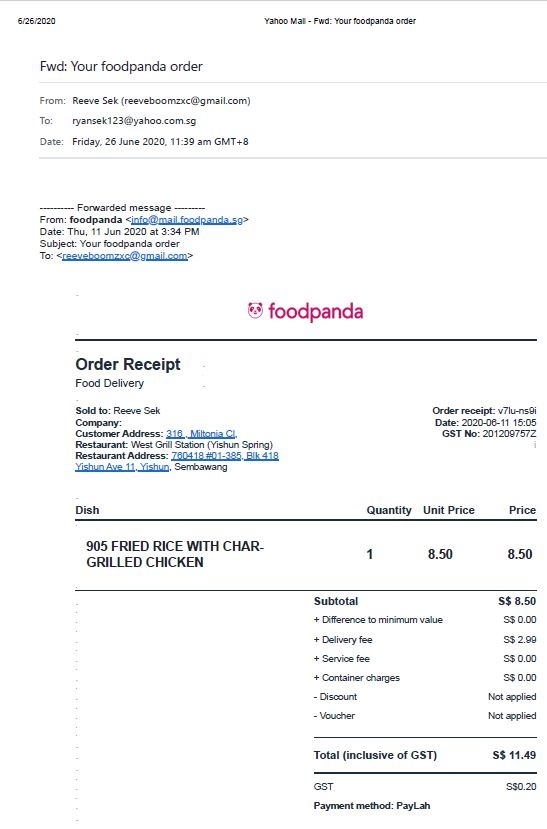 6/26/2020 Yahoo Mail - Fwd: Your foodpanda order
Fwd: Your foodpanda order
From: Reeve Sek (reeveboomzxc@gmail.com)
To: ryansek123@yahoo.com.sg
Date: Friday, 26 June 2020, 11:39 am GMT+8
---------- Forwarded message ---------
From: foodpanda <info@mail.foodpanda.sg>
Date: Thu, 11 Jun 2020 at 3:34 PM
Subject: Your foodpanda order
To: <reeveboomzxc@gmail.com>
foodpanda
Order Receipt
Food Delivery
Sold to: Reeve Sek Order receipt: v7lu-ns9i
Company: Date: 2020-06-11 15:05
Customer Address: 316 , Miltonia Cl, GST No: 201209757Z
Restaurant: West Grill Station (Yishun Spring)
Restaurant Address: 760418 #01-385, Blk 418
Yishun Ave 11, Yishun, Sembawang
Dish Quantity Unit Price Price
905 FRIED RICE WITH CHAR- 1 8.50 8.50
GRILLED CHICKEN
Subtotal S$ 8.50
+ Difference to minimum value S$ 0.00
+ Delivery fee S$ 2.99
+ Service fee S$ 0.00
+ Container charges S$ 0.00
- Discount Not applied
- Voucher Not applied
Total (inclusive of GST) S$ 11.49
GST S$0.20
Payment method: PayLah